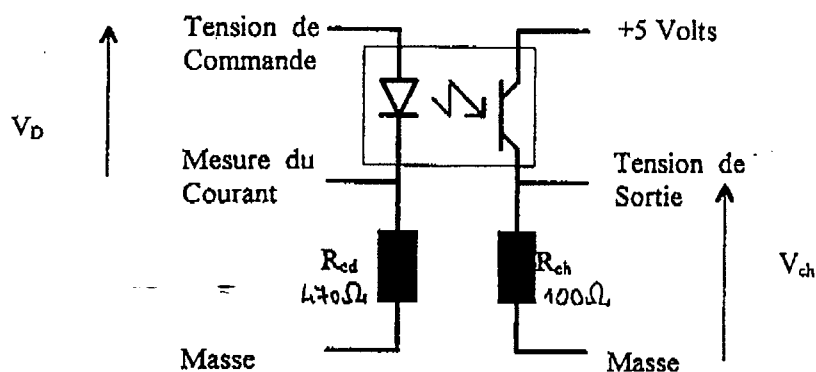 Tension de
Commande
+5 Volts
V_D
Mesure du
Courant
Tension de
Sortie
R_cd
470Ω
R_ch
100Ω
V_ch
Masse
Masse